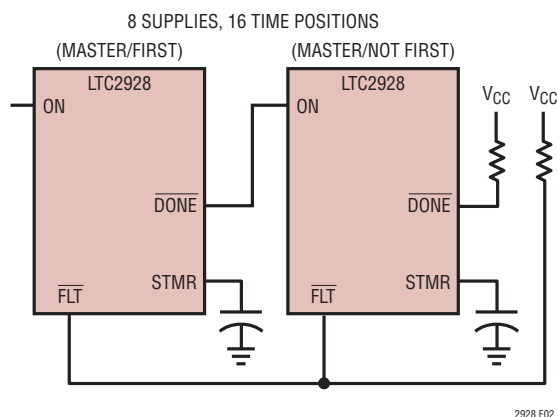 8 SUPPLIES, 16 TIME POSITIONS
(MASTER/FIRST) (MASTER/NOT FIRST)
LTC2928 LTC2928
VCC VCC
ON ON
DONE DONE
STMR STMR
FLT FLT
2928 F02